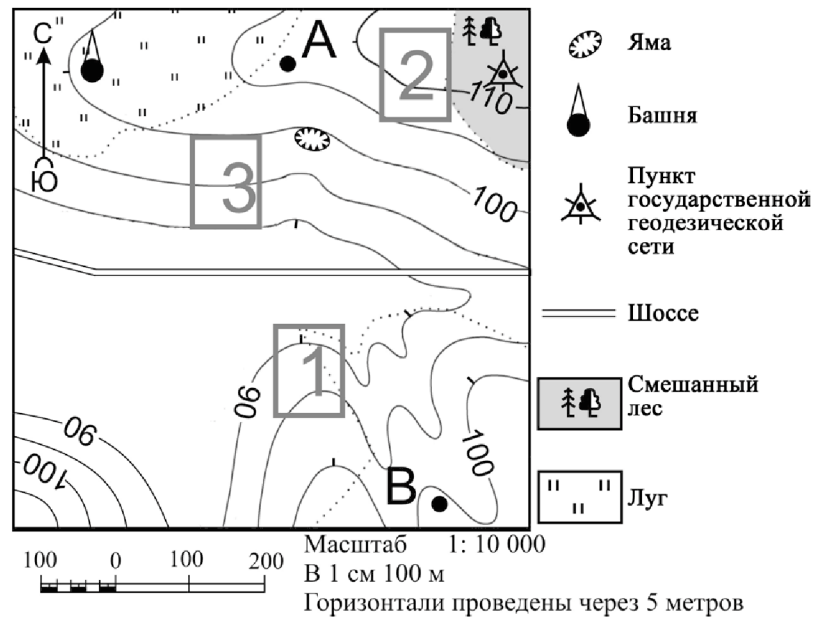 С
Ю
А
2
110
3
100
1
90
90
100
100
В
Яма
Башня
Пункт
государственной
геодезической
сети
Шоссе
Смешанный
лес
Луг
100 0 100 200
Масштаб 1: 10 000
В 1 см 100 м
Горизонтали проведены через 5 метров